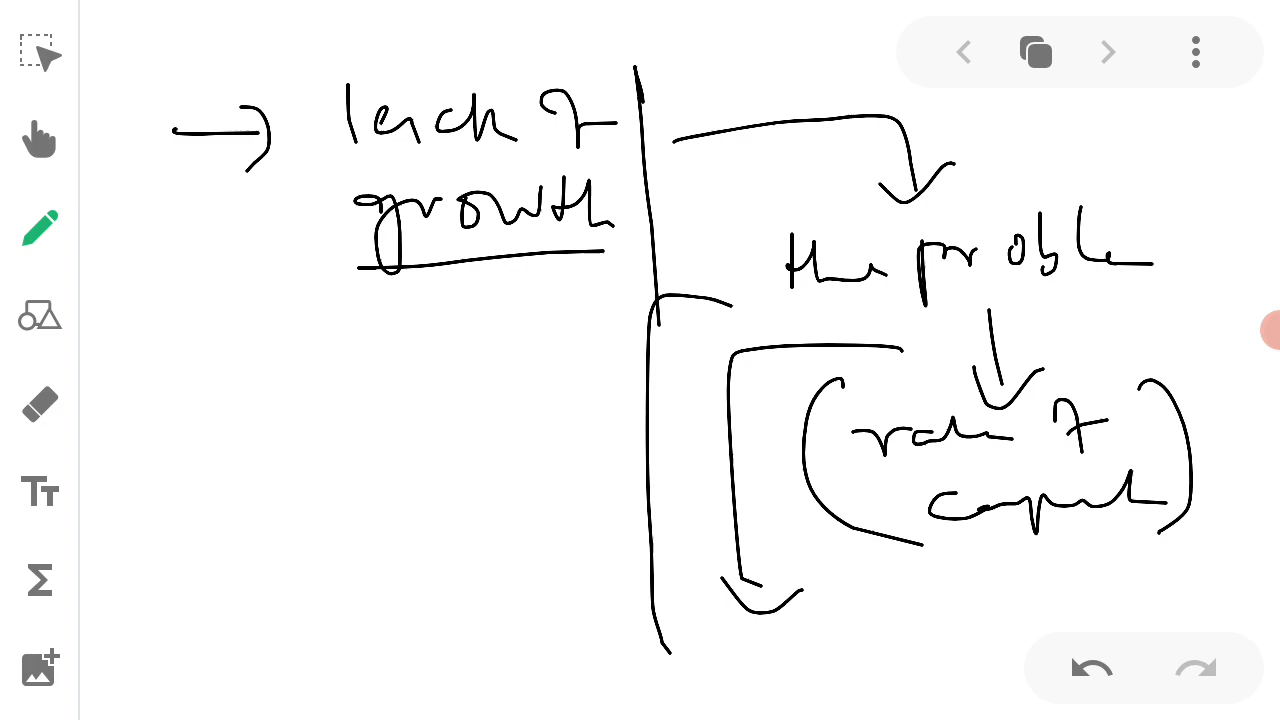 lack of
growth
the problem
rate of
capital